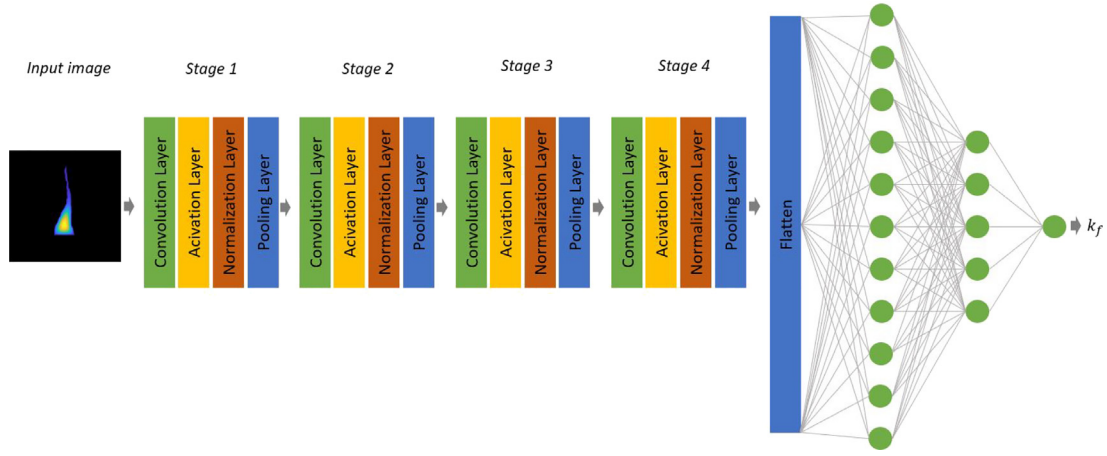 Input image
Stage 1
Stage 2
Stage 3
Stage 4
Convolution Layer
Acivation Layer
Normalization Layer
Pooling Layer
Convolution Layer
Acivation Layer
Normalization Layer
Pooling Layer
Convolution Layer
Acivation Layer
Normalization Layer
Pooling Layer
Convolution Layer
Acivation Layer
Normalization Layer
Pooling Layer
Flatten
k_f